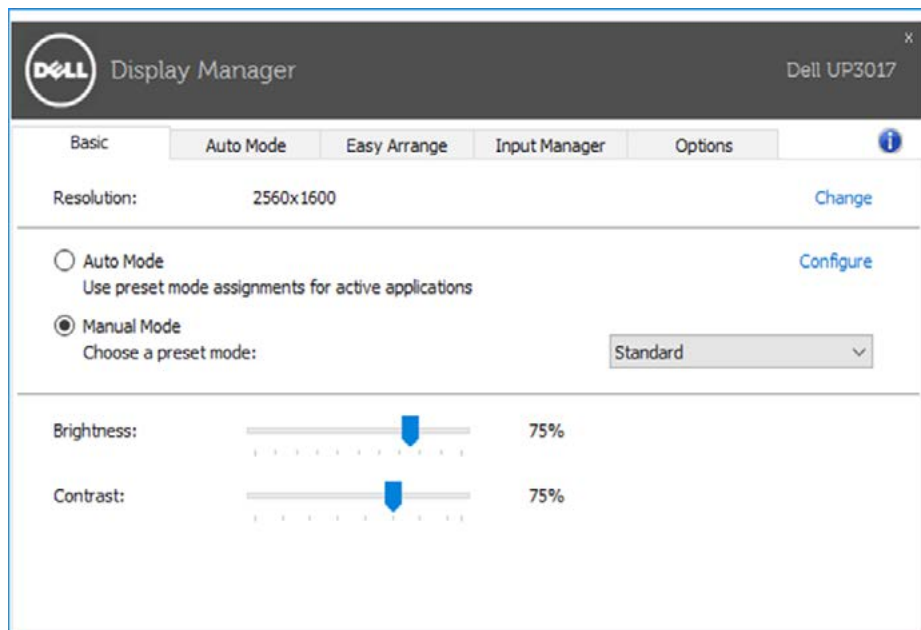 x
DELL Display Manager Dell UP3017
Basic Auto Mode Easy Arrange Input Manager Options i
Resolution: 2560x1600 Change
Auto Mode Configure
Use preset mode assignments for active applications
Manual Mode
Choose a preset mode: Standard
Brightness: 75%
Contrast: 75%